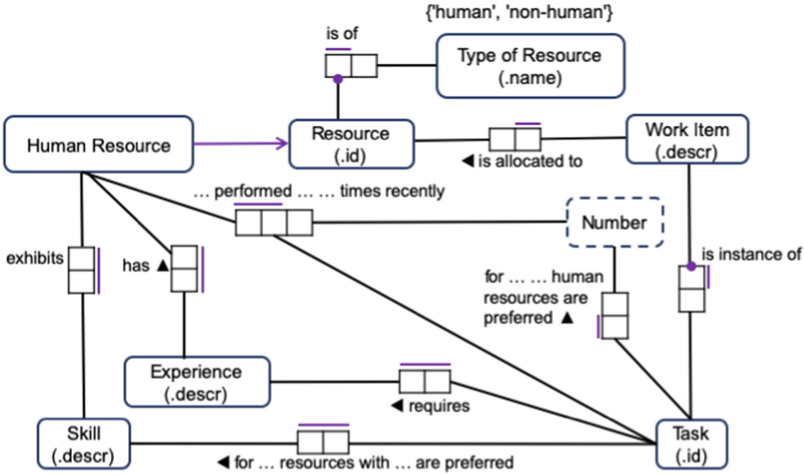 {'human', 'non-human'}
is of
Type of Resource
(.name)
Human Resource
Resource
(.id)
Work Item
(.descr)
◀ is allocated to
... performed ... ... times recently
Number
exhibits
has ▲
is instance of
for ... ... human
resources are
preferred ▲
Experience
(.descr)
◀ requires
Skill
(.descr)
Task
(.id)
◀ for ... resources with ... are preferred